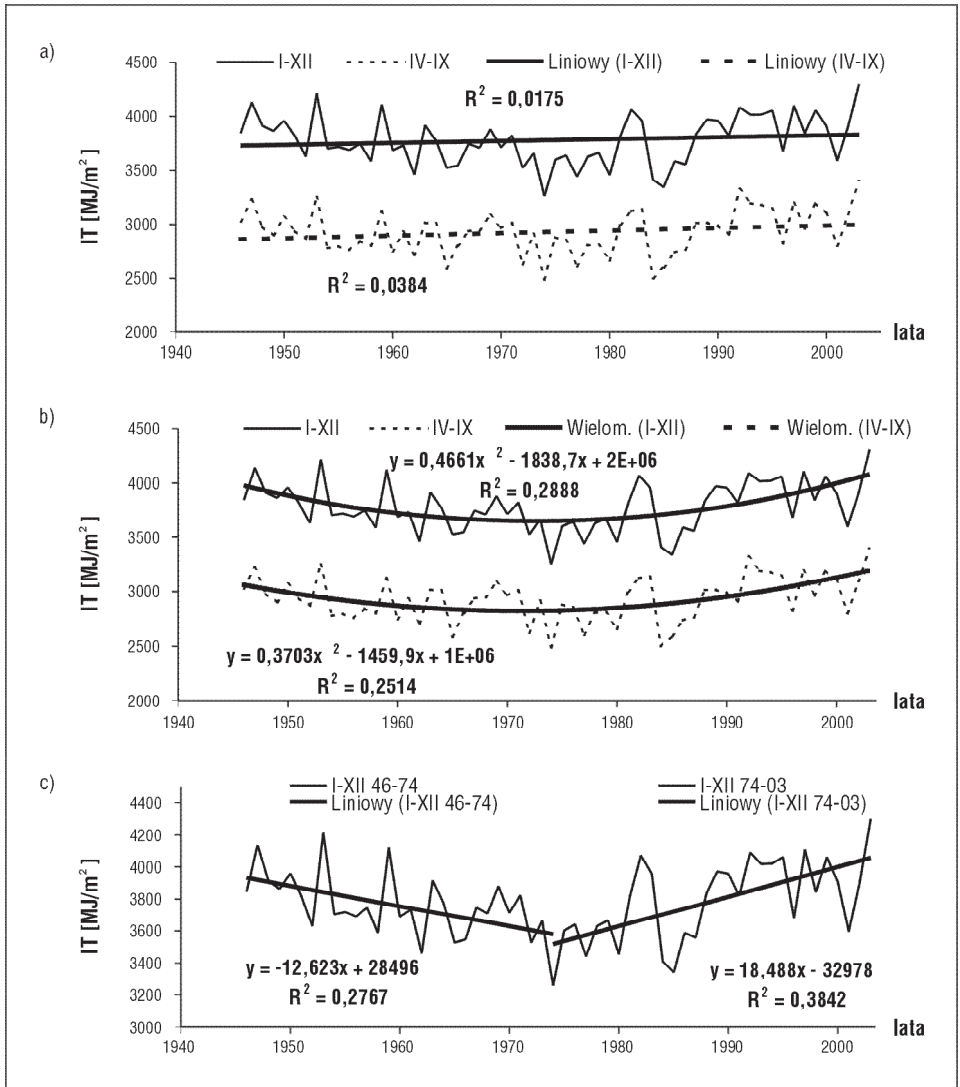 a)
I-XII IV-IX Liniowy (I-XII) Liniowy (IV-IX)
R² = 0,0175
R² = 0,0384
IT [MJ/m²]
4500
4000
3500
3000
2500
2000
1940 1950 1960 1970 1980 1990 2000
lata
b)
I-XII IV-IX Wielom. (I-XII) Wielom. (IV-IX)
y = 0,4661x² - 1838,7x + 2E+06
R² = 0,2888
y = 0,3703x² - 1459,9x + 1E+06
R² = 0,2514
IT [MJ/m²]
4500
4000
3500
3000
2500
2000
1940 1950 1960 1970 1980 1990 2000
lata
c)
I-XII 46-74 I-XII 74-03
Liniowy (I-XII 46-74) Liniowy (I-XII 74-03)
IT [MJ/m²]
4400
4200
4000
3800
3600
3400
3200
3000
y = -12,623x + 28496
R² = 0,2767
y = 18,488x - 32978
R² = 0,3842
1940 1950 1960 1970 1980 1990 2000
lata